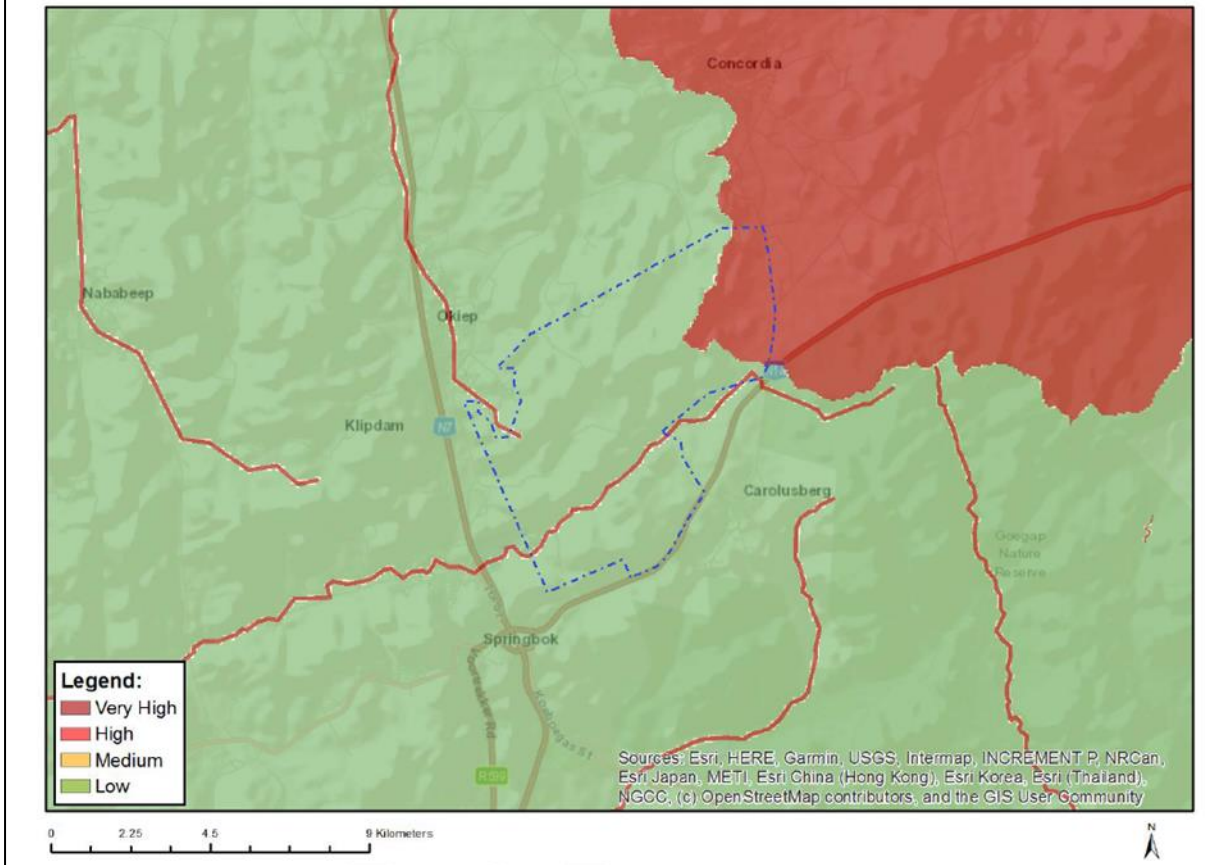 Concordia
Nababeep
Okiep
Klipdam
N7
Carolusberg
Goegap
Nature
Reserve
Springbok
Voortrekker Rd
R355
Legend:
Very High
High
Medium
Low
Sources: Esri, HERE, Garmin, USGS, Intermap, INCREMENT P, NRCan,
Esri Japan, METI, Esri China (Hong Kong), Esri Korea, Esri (Thailand),
NGCC, (c) OpenStreetMap contributors, and the GIS User Community
0 2.25 4.5 9 Kilometers
N